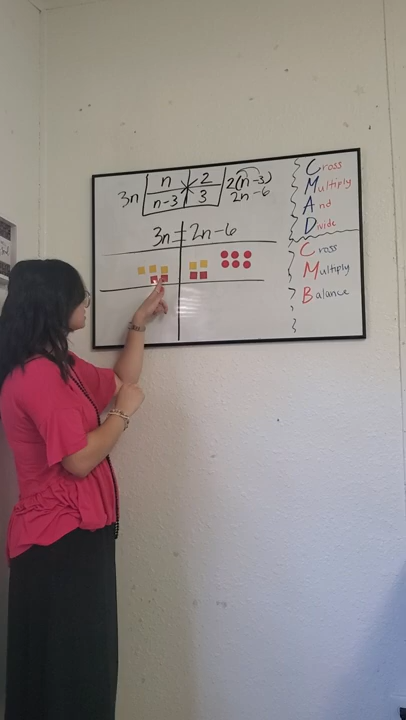 3n | n / n-3 × 2 / 3 | 2(n-3)
2n-6
3n = 2n-6
Cross
Multiply
And
Divide
Cross
Multiply
Balance